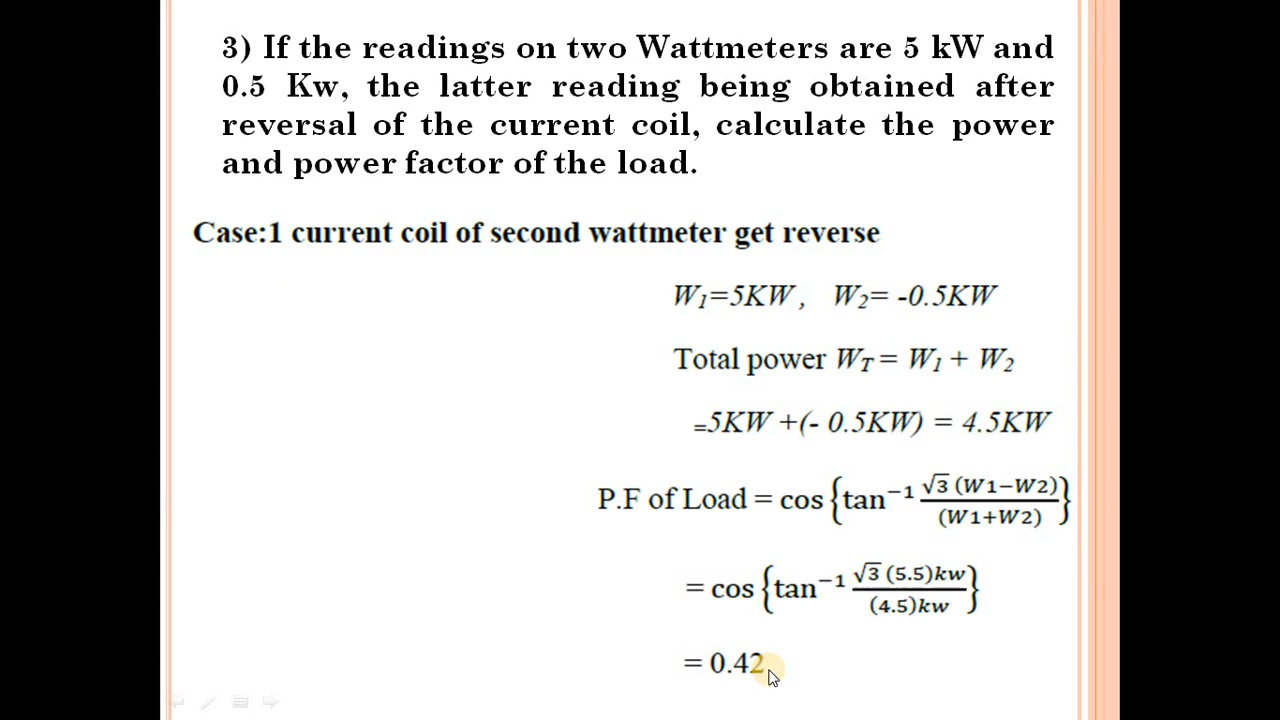 3) If the readings on two Wattmeters are 5 kW and
0.5 Kw, the latter reading being obtained after
reversal of the current coil, calculate the power
and power factor of the load.
Case:1 current coil of second wattmeter get reverse
W₁=5KW , W₂= -0.5KW
Total power W_T = W₁ + W₂
=5KW +(- 0.5KW) = 4.5KW
P.F of Load = cos {tan⁻¹ √3 (W1−W2) / (W1+W2)}
= cos {tan⁻¹ √3 (5.5)kw / (4.5)kw}
= 0.42